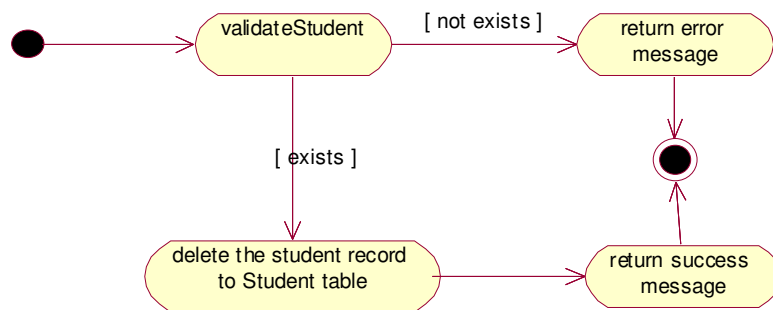 validateStudent
[ not exists ]
return error
message
[ exists ]
delete the student record
to Student table
return success
message